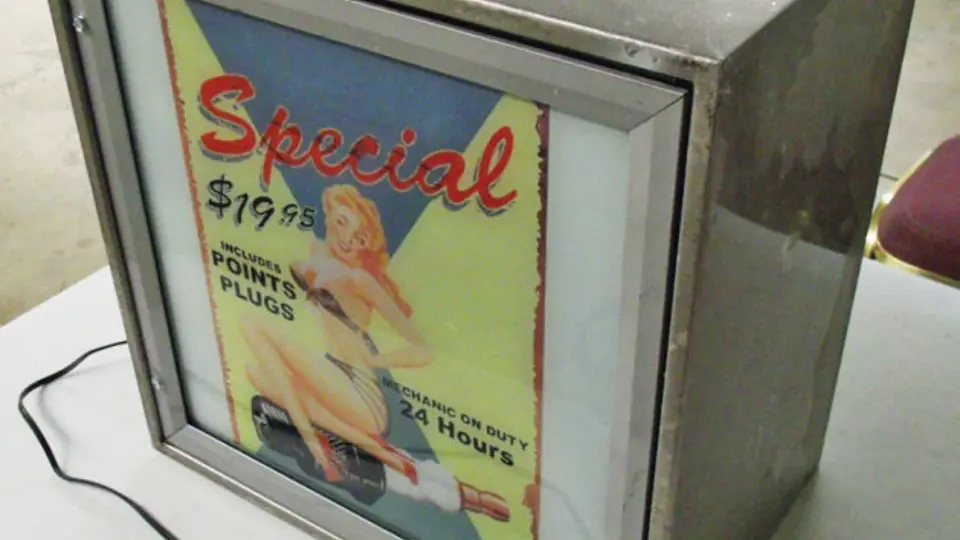 Special
$19.95
INCLUDES
POINTS
PLUGS
MECHANIC ON DUTY
24 Hours